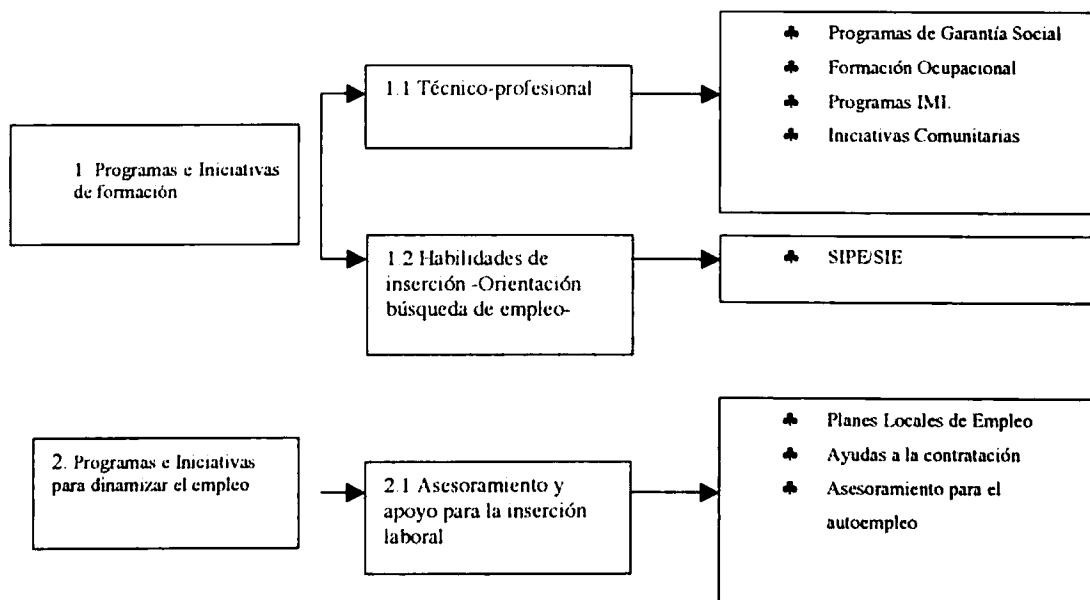 1 Programas e Iniciativas
de formación
1.1 Técnico-profesional
♣ Programas de Garantía Social
♣ Formación Ocupacional
♣ Programas IMI.
♣ Iniciativas Comunitarias
1.2 Habilidades de
inserción -Orientación
búsqueda de empleo-
♣ SIPE/SIE
2. Programas e Iniciativas
para dinamizar el empleo
2.1 Asesoramiento y
apoyo para la inserción
laboral
♣ Planes Locales de Empleo
♣ Ayudas a la contratación
♣ Asesoramiento para el
autoempleo